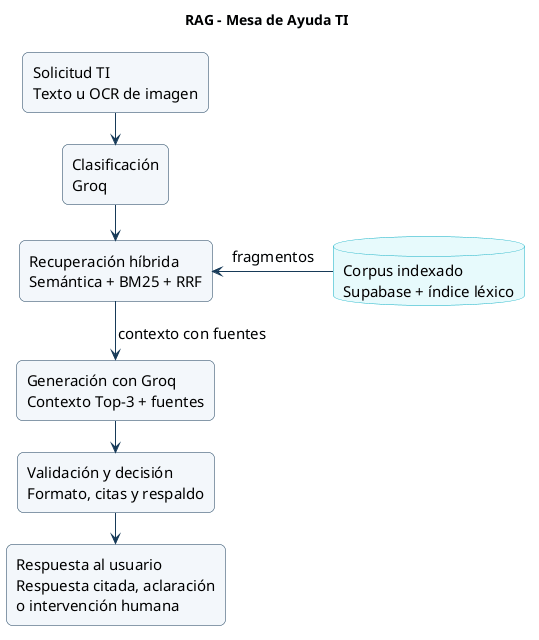 RAG - Mesa de Ayuda TI
Solicitud TI
Texto u OCR de imagen
Clasificación
Groq
Recuperación híbrida
Semántica + BM25 + RRF
fragmentos
Corpus indexado
Supabase + índice léxico
contexto con fuentes
Generación con Groq
Contexto Top-3 + fuentes
Validación y decisión
Formato, citas y respaldo
Respuesta al usuario
Respuesta citada, aclaración
o intervención humana